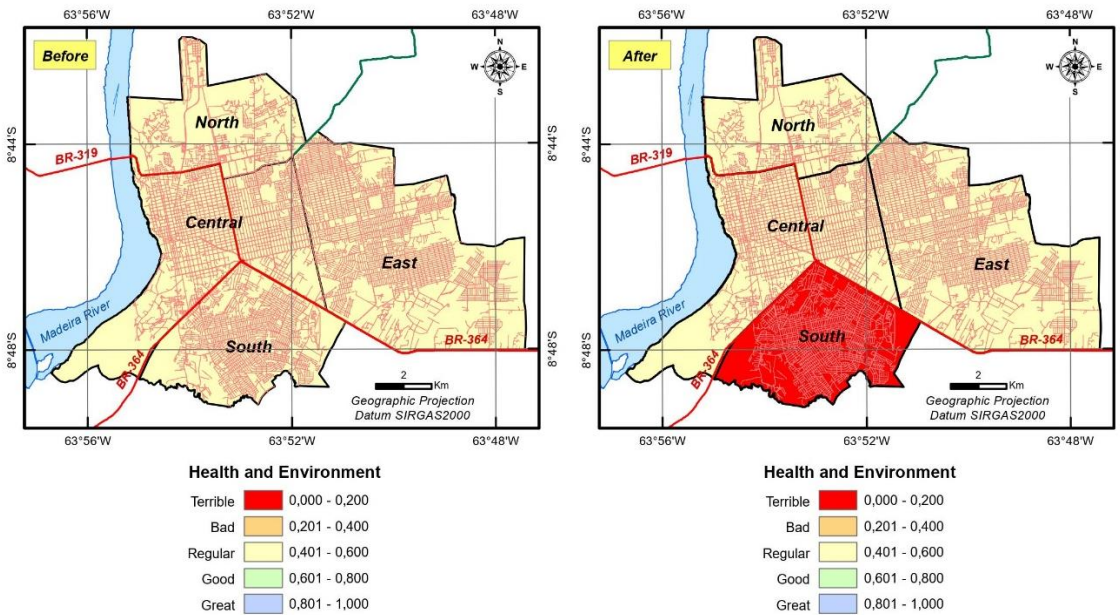 63°56'W 63°52'W 63°48'W
Before
N
W E
S
North
8°44'S
BR-319
Central
East
Madeira River
South
BR-364
8°48'S
BR-364
2
Km
Geographic Projection
Datum SIRGAS2000
63°56'W 63°52'W 63°48'W
Health and Environment
Terrible 0,000 - 0,200
Bad 0,201 - 0,400
Regular 0,401 - 0,600
Good 0,601 - 0,800
Great 0,801 - 1,000
63°56'W 63°52'W 63°48'W
After
N
W E
S
North
8°44'S
8°44'S
BR-319
Central
East
Madeira River
South
BR-364
8°48'S
8°48'S
BR-364
2
Km
Geographic Projection
Datum SIRGAS2000
63°56'W 63°52'W 63°48'W
Health and Environment
Terrible 0,000 - 0,200
Bad 0,201 - 0,400
Regular 0,401 - 0,600
Good 0,601 - 0,800
Great 0,801 - 1,000